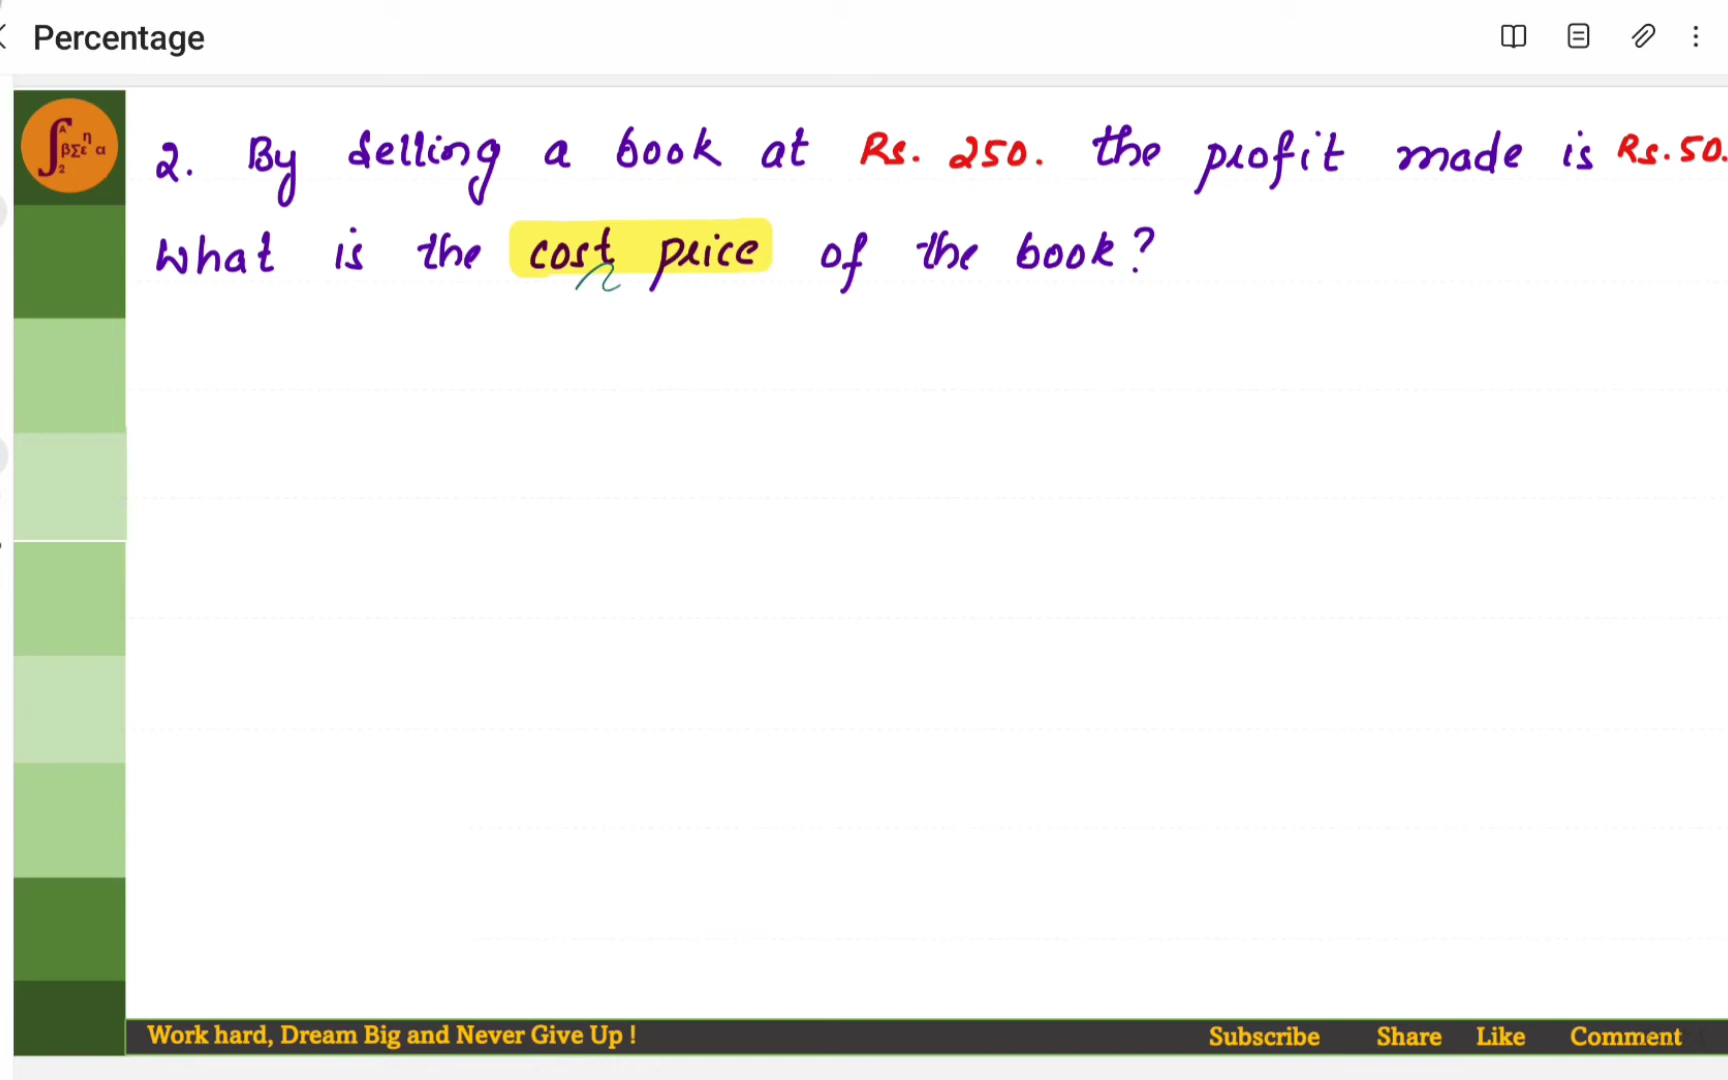 Percentage
2. By selling a book at Rs. 250. the profit made is Rs. 50.
What is the cost price of the book?
Work hard, Dream Big and Never Give Up !
Subscribe Share Like Comment